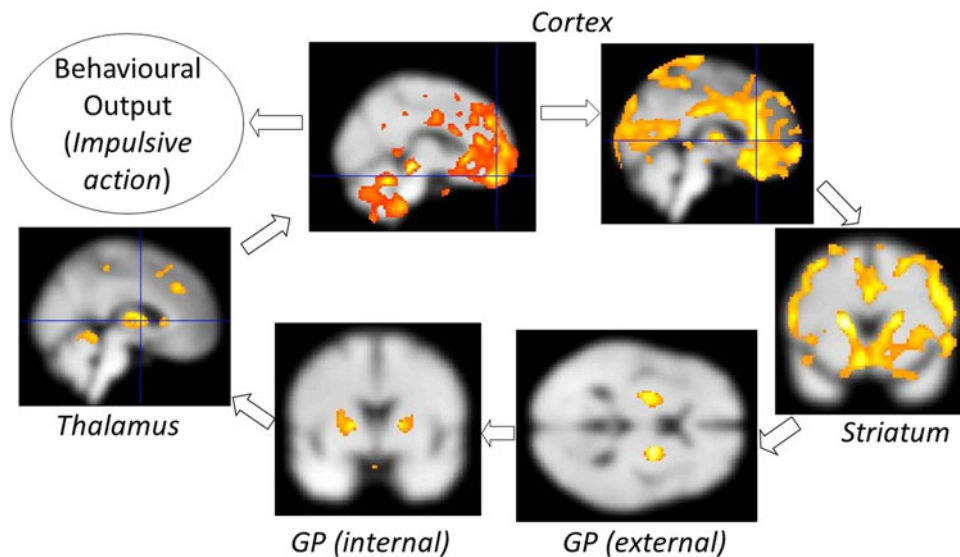 Cortex
Behavioural
Output
(Impulsive
action)
Thalamus
GP (internal)
GP (external)
Striatum